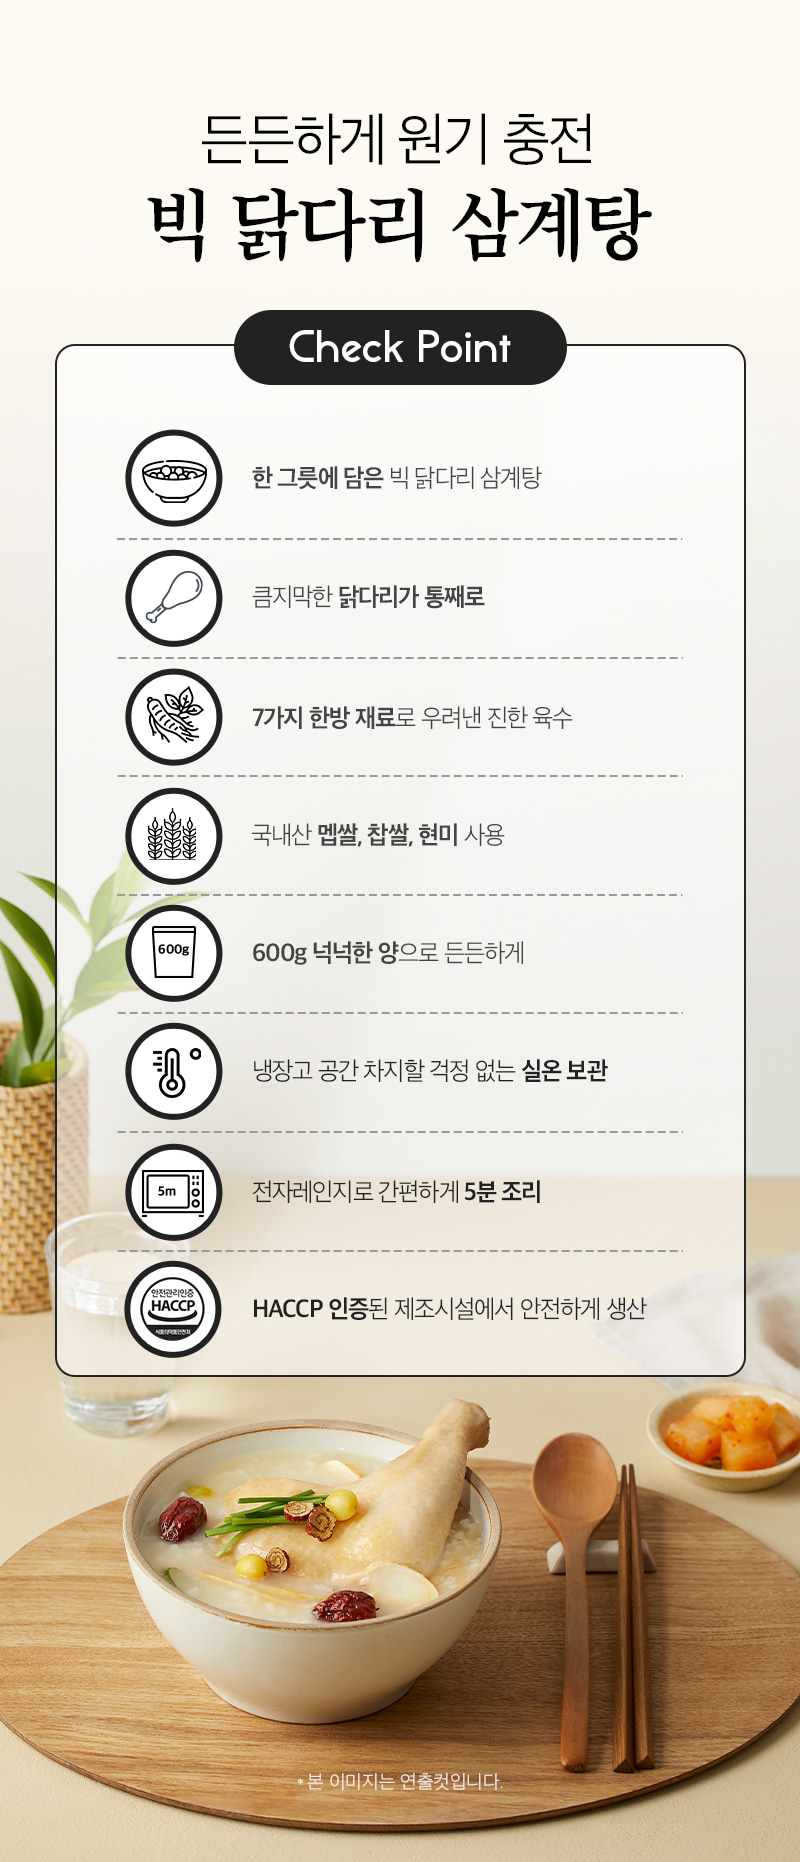 든든하게 원기 충전
빅 닭다리 삼계탕
Check Point
한 그릇에 담은 빅 닭다리 삼계탕
큼지막한 닭다리가 통째로
7가지 한방 재료로 우려낸 진한 육수
국내산 멥쌀, 찹쌀, 현미 사용
600g
600g 넉넉한 양으로 든든하게
냉장고 공간 차지할 걱정 없는 실온 보관
5m
전자레인지로 간편하게 5분 조리
안전관리인증
HACCP
식품의약품안전처
HACCP 인증된 제조시설에서 안전하게 생산
* 본 이미지는 연출컷입니다.